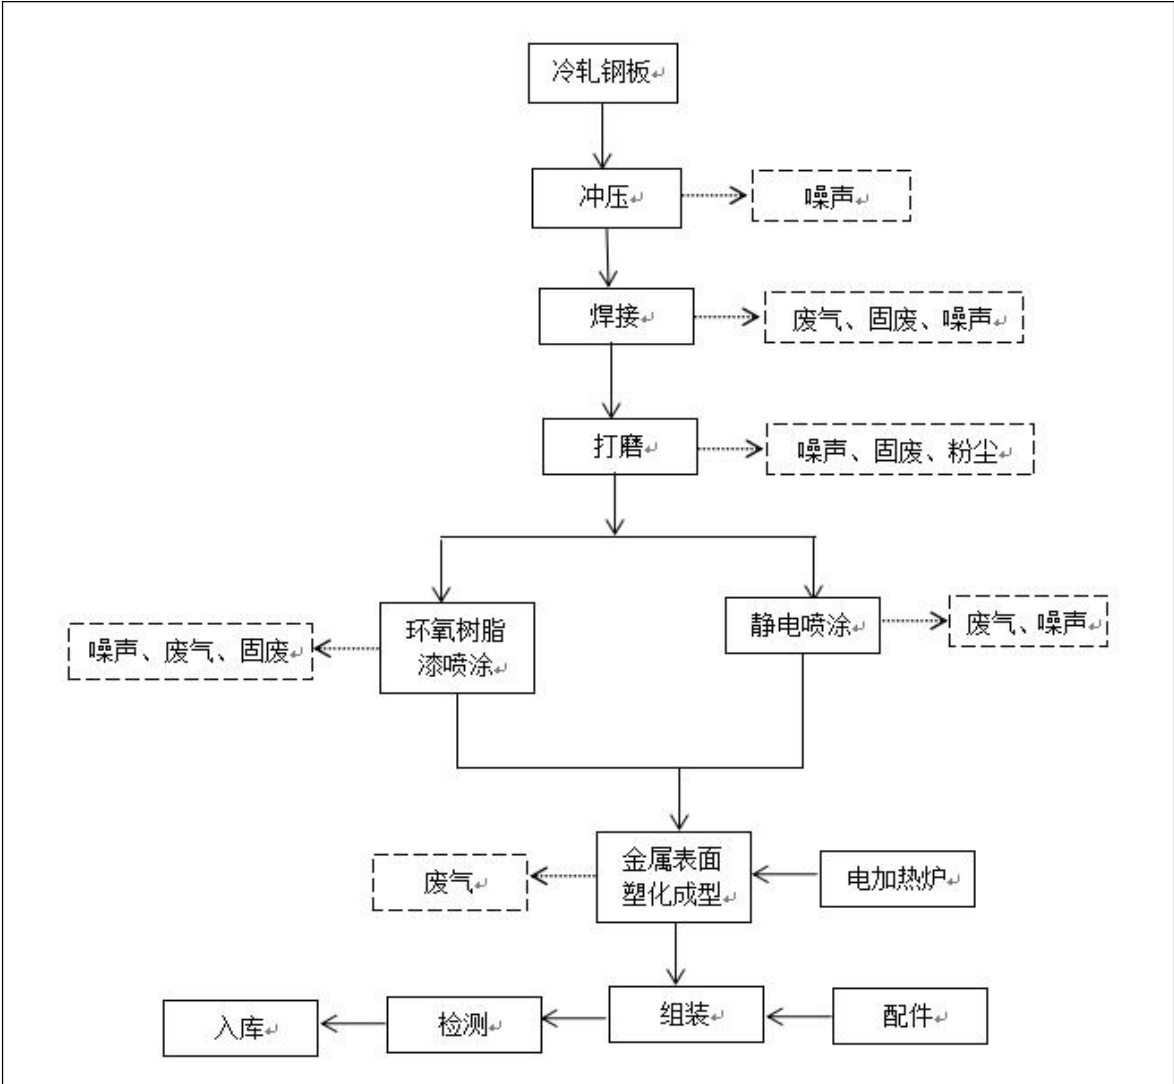 冷轧钢板
冲压
噪声
焊接
废气、固废、噪声
打磨
噪声、固废、粉尘
噪声、废气、固废
环氧树脂
漆喷涂
静电喷涂
废气、噪声
废气
金属表面
塑化成型
电加热炉
入库
检测
组装
配件